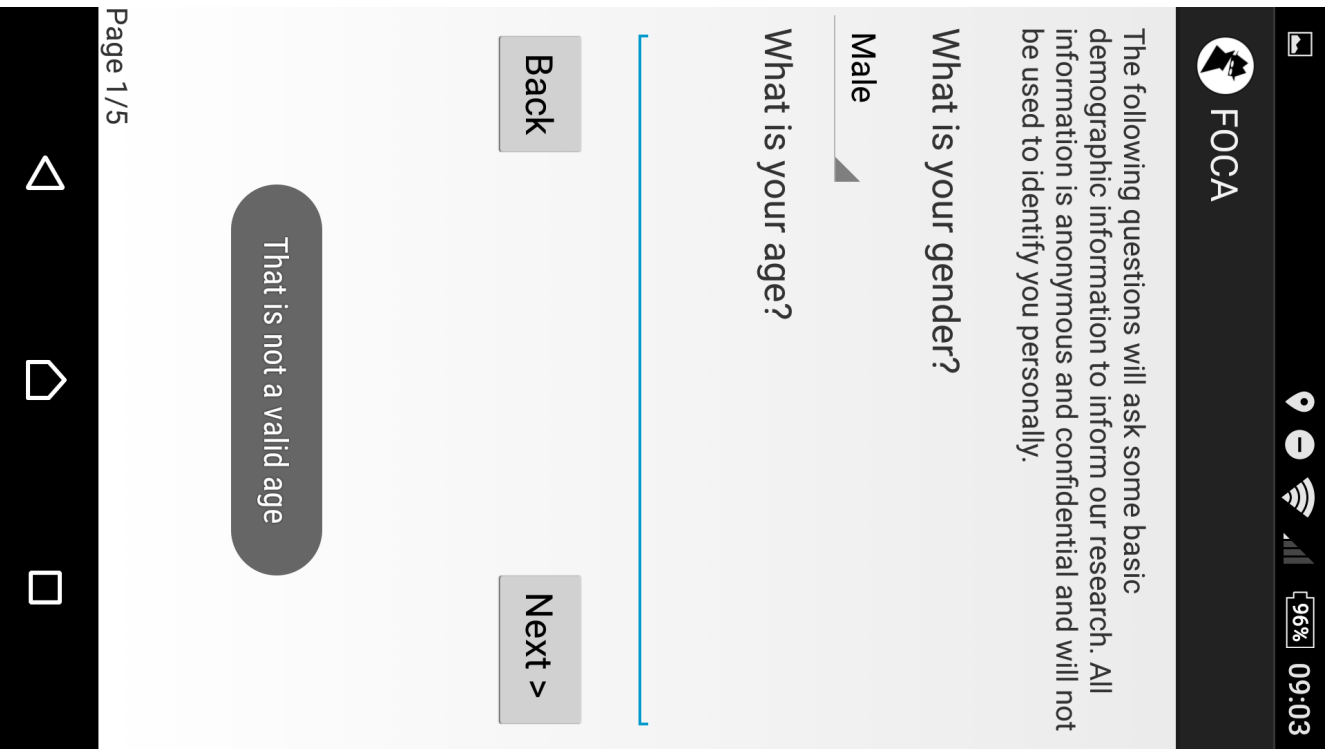 96% 09:03
FOCA
The following questions will ask some basic
demographic information to inform our research. All
information is anonymous and confidential and will not
be used to identify you personally.
What is your gender?
Male
What is your age?
Back Next >
That is not a valid age
Page 1/5